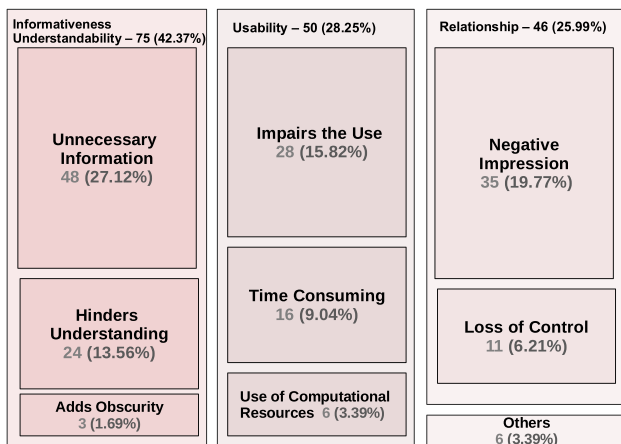 Informativeness
Understandability – 75 (42.37%)
Unnecessary
Information
48 (27.12%)
Hinders
Understanding
24 (13.56%)
Adds Obscurity
3 (1.69%)
Usability – 50 (28.25%)
Impairs the Use
28 (15.82%)
Time Consuming
16 (9.04%)
Use of Computational
Resources 6 (3.39%)
Relationship – 46 (25.99%)
Negative
Impression
35 (19.77%)
Loss of Control
11 (6.21%)
Others
6 (3.39%)